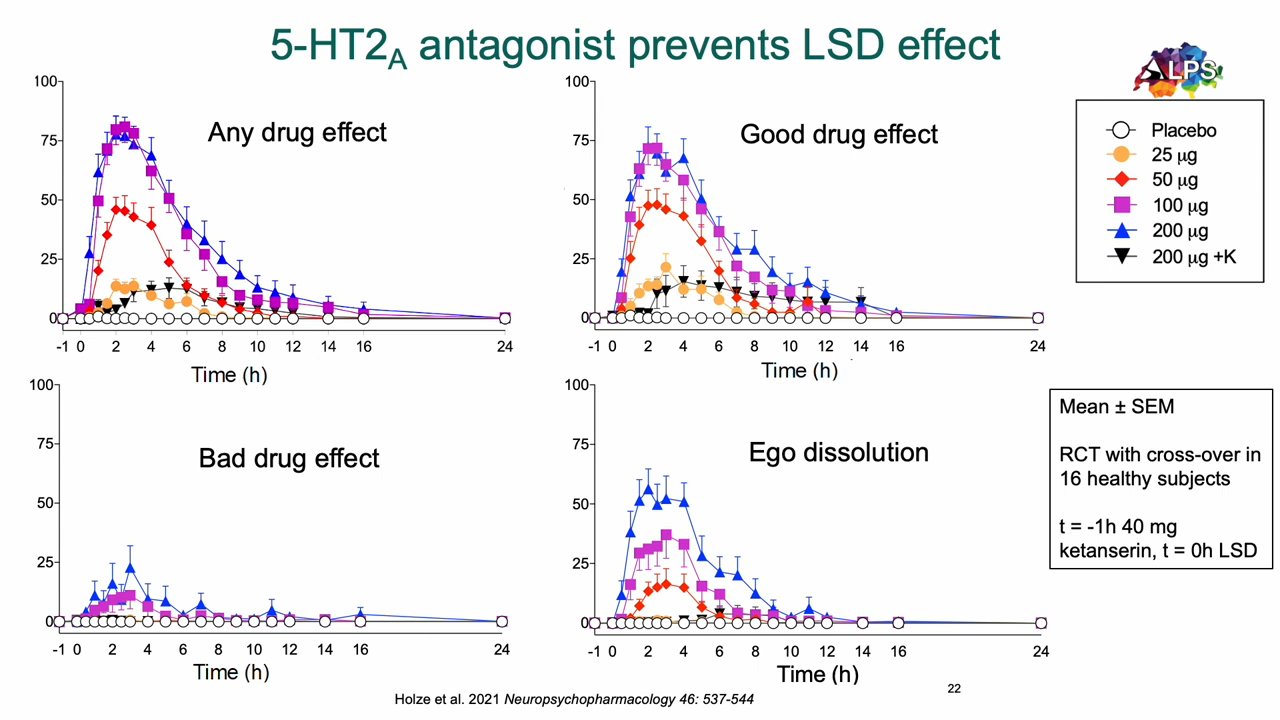 5-HT2A antagonist prevents LSD effect
ALPS
100
75
50
25
0
Any drug effect
-1 0 2 4 6 8 10 12 14 16 24
Time (h)
100
75
50
25
0
Good drug effect
-1 0 2 4 6 8 10 12 14 16 24
Time (h)
Placebo
25 μg
50 μg
100 μg
200 μg
200 μg +K
100
75
50
25
0
Bad drug effect
-1 0 2 4 6 8 10 12 14 16 24
Time (h)
100
75
50
25
0
Ego dissolution
-1 0 2 4 6 8 10 12 14 16 24
Time (h)
Mean ± SEM
RCT with cross-over in
16 healthy subjects
t = -1h 40 mg
ketanserin, t = 0h LSD
Holze et al. 2021 Neuropsychopharmacology 46: 537-544
22